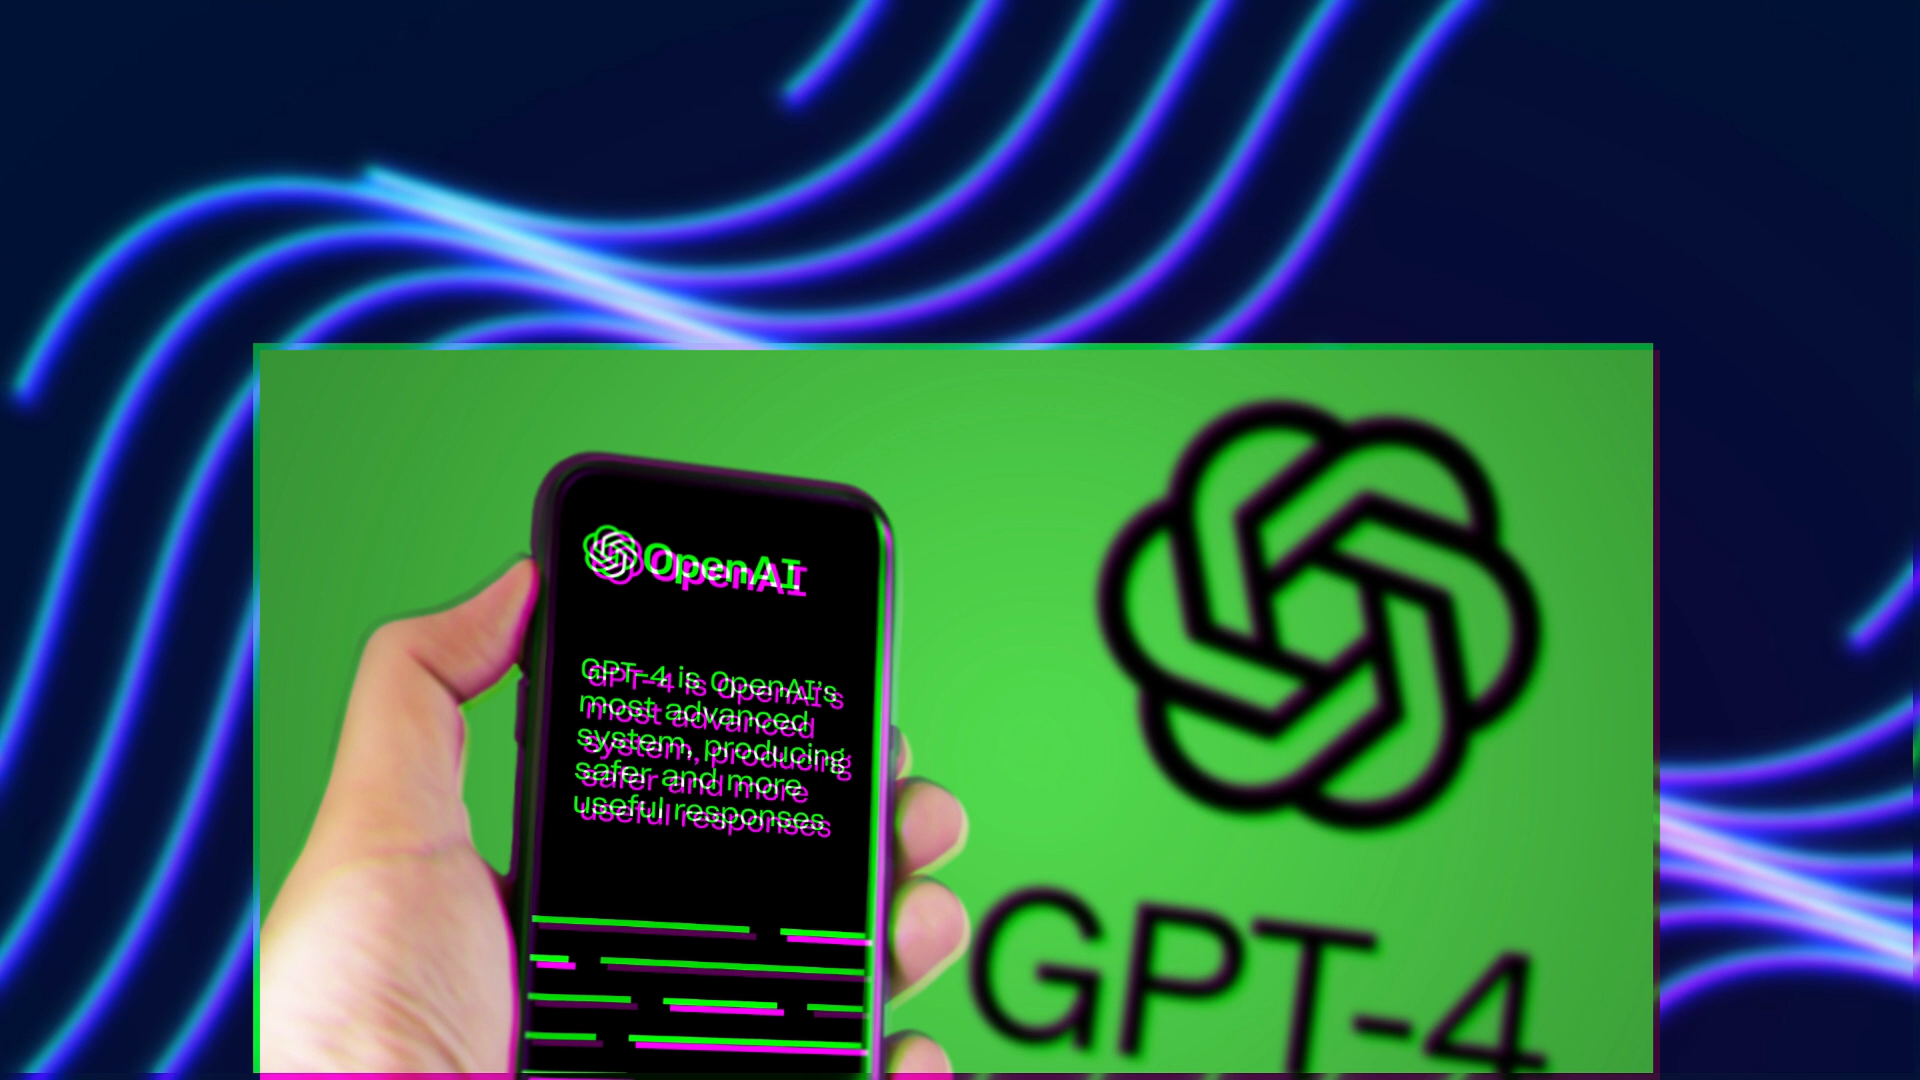 OpenAI
GPT-4 is OpenAI's
most advanced
system, producing
safer and more
useful responses
GPT-4